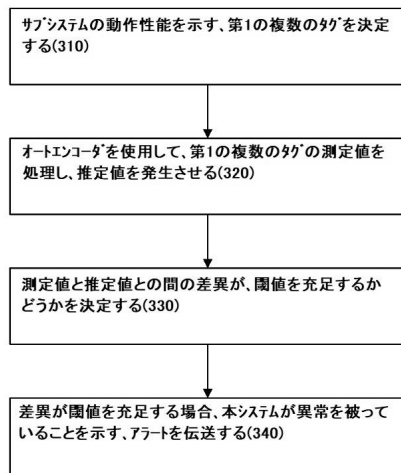 サブシステムの動作性能を示す、第1の複数のタグを決定
する(310)
オートエンコーダを使用して、第1の複数のタグの測定値を
処理し、推定値を発生させる(320)
測定値と推定値との間の差異が、閾値を充足するか
どうかを決定する(330)
差異が閾値を充足する場合、本システムが異常を被って
いることを示す、アラートを伝送する(340)